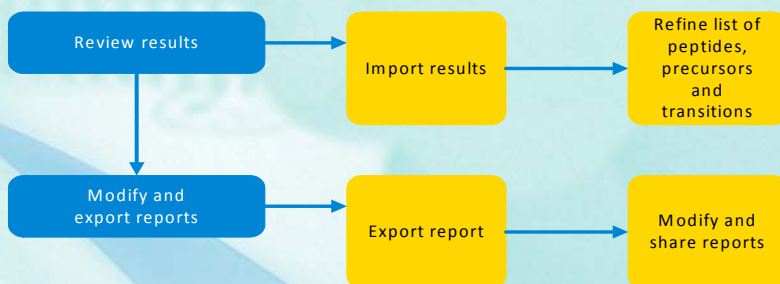 Review results
Import results
Refine list of
peptides,
precursors
and
transitions
Modify and
export reports
Export report
Modify and
share reports